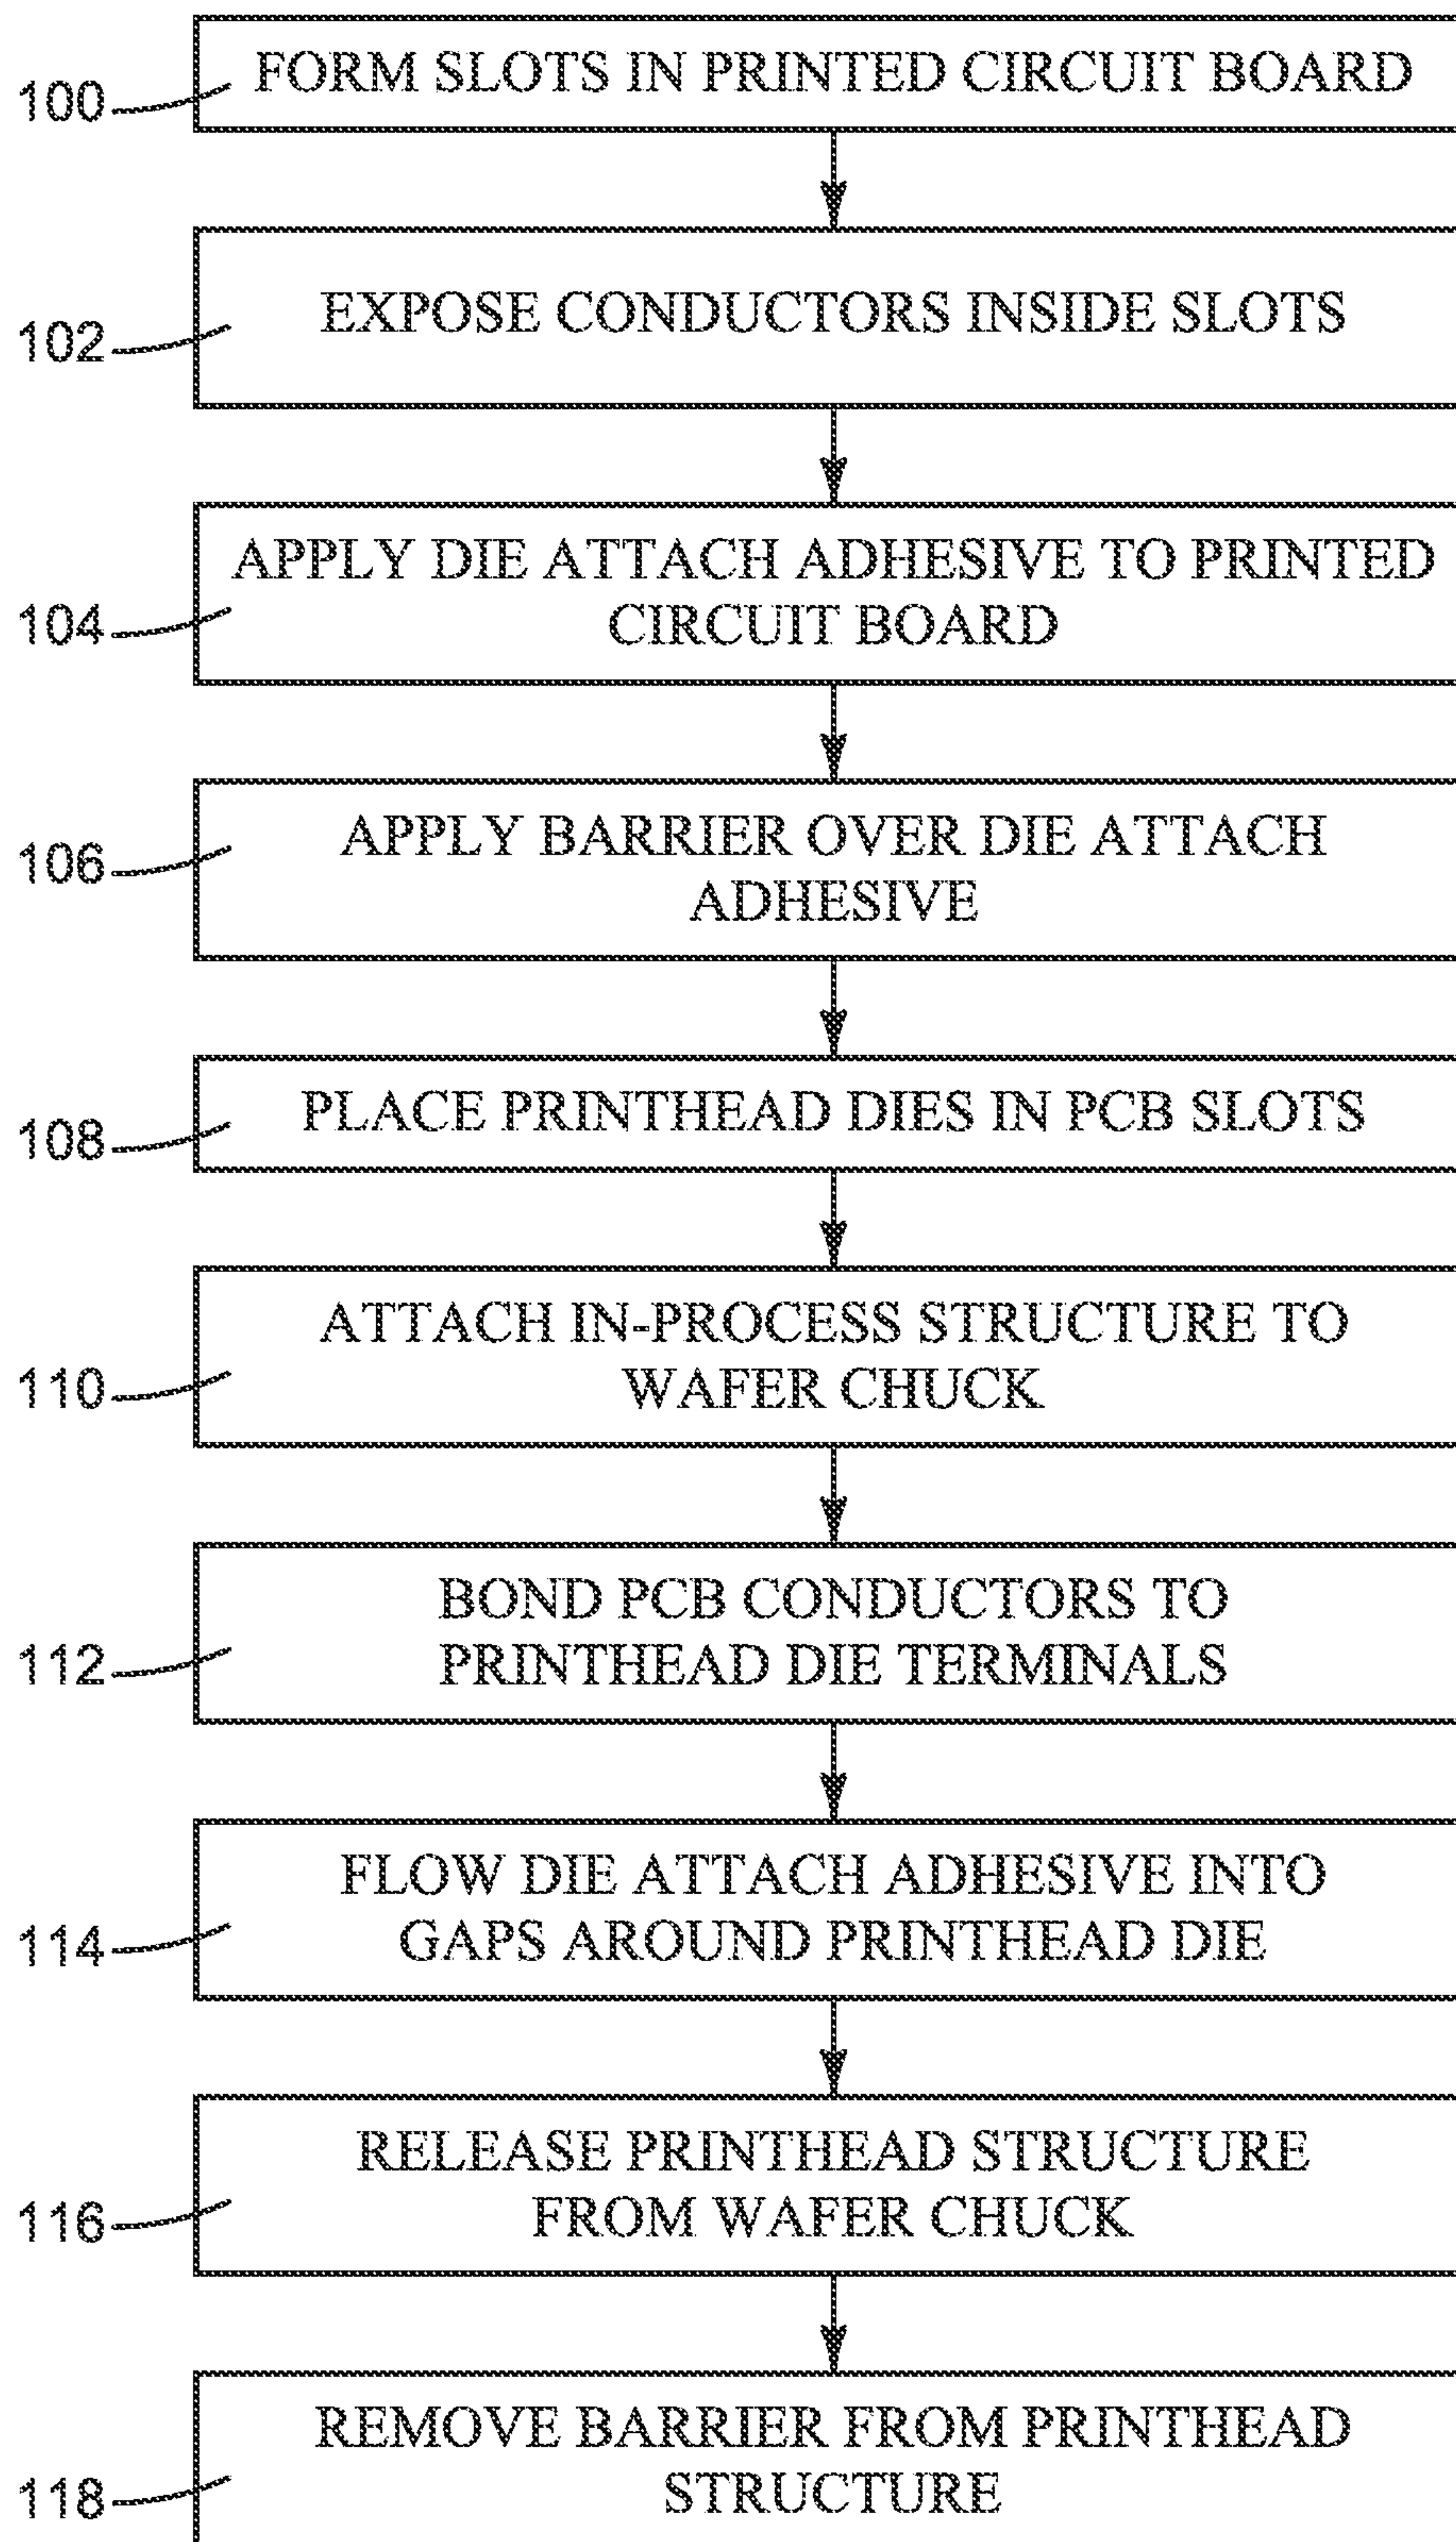 FORM SLOTS IN PRINTED CIRCUIT BOARD
100
EXPOSE CONDUCTORS INSIDE SLOTS
102
APPLY DIE ATTACH ADHESIVE TO PRINTED
CIRCUIT BOARD
104
APPLY BARRIER OVER DIE ATTACH
ADHESIVE
106
PLACE PRINTHEAD DIES IN PCB SLOTS
108
ATTACH IN-PROCESS STRUCTURE TO
WAFER CHUCK
110
BOND PCB CONDUCTORS TO
PRINTHEAD DIE TERMINALS
112
FLOW DIE ATTACH ADHESIVE INTO
GAPS AROUND PRINTHEAD DIE
114
RELEASE PRINTHEAD STRUCTURE
FROM WAFER CHUCK
116
REMOVE BARRIER FROM PRINTHEAD
STRUCTURE
118